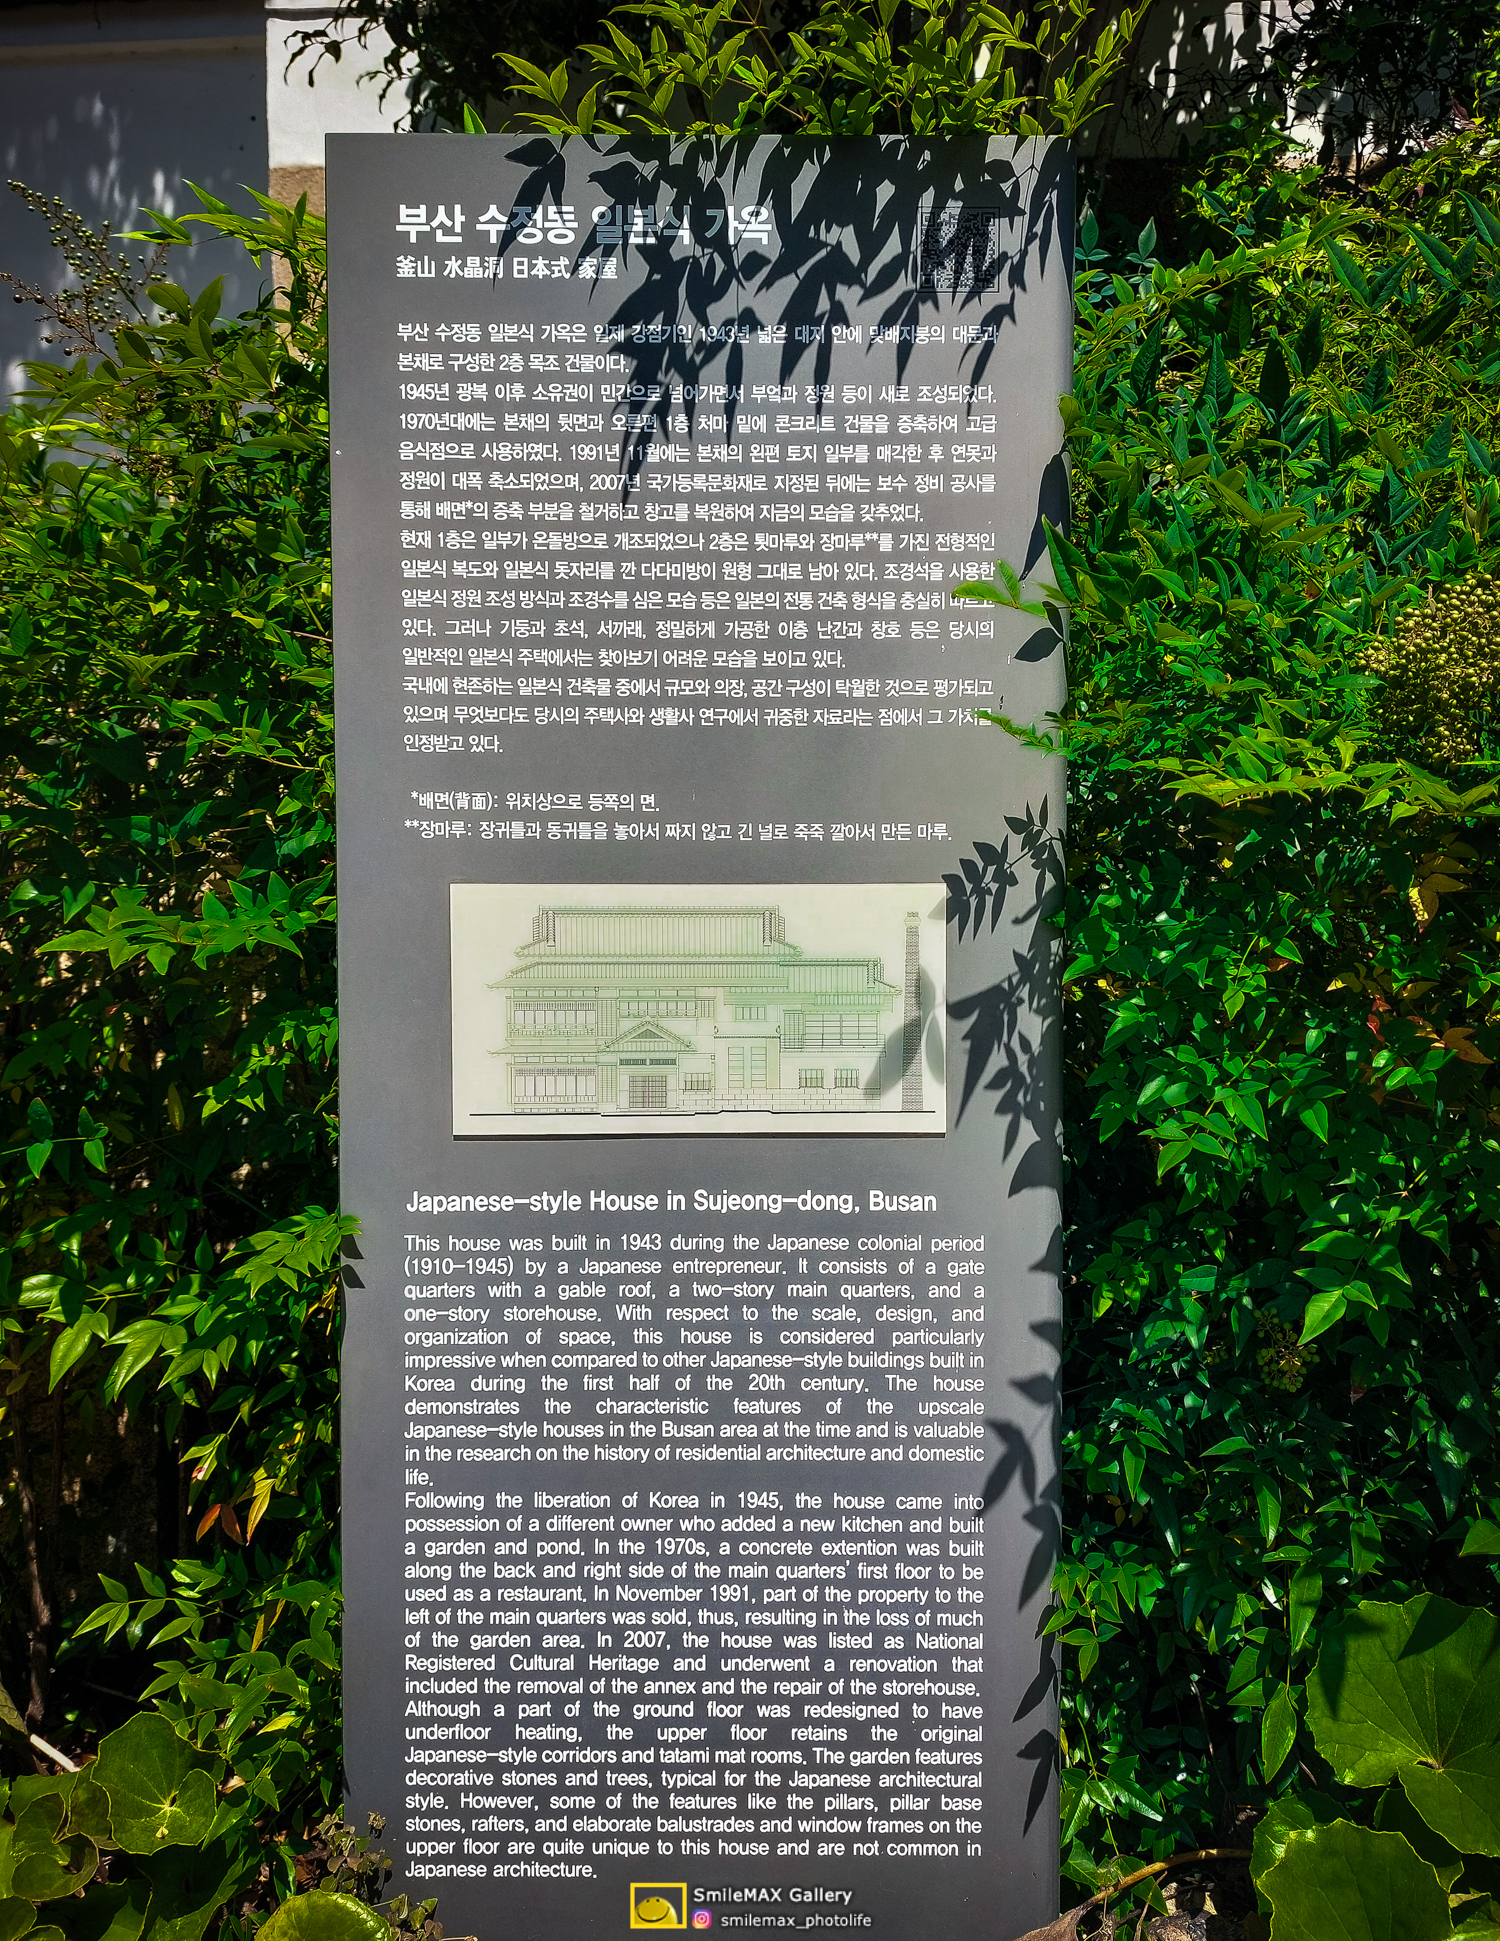 부산 수정동 일본식 가옥
釜山 水晶洞 日本式 家屋
부산 수정동 일본식 가옥은 일제 강점기인 1943년 넓은 대지 안에 맞배지붕의 대문과
본채로 구성한 2층 목조 건물이다.
1945년 광복 이후 소유권이 민간으로 넘어가면서 부엌과 정원 등이 새로 조성되었다.
1970년대에는 본채의 뒷면과 오른편 1층 처마 밑에 콘크리트 건물을 증축하여 고급
음식점으로 사용하였다. 1991년 11월에는 본채의 왼편 토지 일부를 매각한 후 연못과
정원이 대폭 축소되었으며, 2007년 국가등록문화재로 지정된 뒤에는 보수 정비 공사를
통해 배면*의 증축 부분을 철거하고 창고를 복원하여 지금의 모습을 갖추었다.
현재 1층은 일부가 온돌방으로 개조되었으나 2층은 툇마루와 장마루**를 가진 전형적인
일본식 복도와 일본식 돗자리를 깐 다다미방이 원형 그대로 남아 있다. 조경석을 사용한
일본식 정원 조성 방식과 조경수를 심은 모습 등은 일본의 전통 건축 형식을 충실히 따르고
있다. 그러나 기둥과 초석, 서까래, 정밀하게 가공한 이층 난간과 창호 등은 당시의
일반적인 일본식 주택에서는 찾아보기 어려운 모습을 보이고 있다.
국내에 현존하는 일본식 건축물 중에서 규모와 의장, 공간 구성이 탁월한 것으로 평가되고
있으며 무엇보다도 당시의 주택사와 생활사 연구에서 귀중한 자료라는 점에서 그 가치를
인정받고 있다.
*배면(背面): 위치상으로 등쪽의 면.
**장마루: 장귀틀과 동귀틀을 놓아서 짜지 않고 긴 널로 죽죽 깔아서 만든 마루.
Japanese-style House in Sujeong-dong, Busan
This house was built in 1943 during the Japanese colonial period
(1910-1945) by a Japanese entrepreneur. It consists of a gate
quarters with a gable roof, a two-story main quarters, and a
one-story storehouse. With respect to the scale, design, and
organization of space, this house is considered particularly
impressive when compared to other Japanese-style buildings built in
Korea during the first half of the 20th century. The house
demonstrates the characteristic features of the upscale
Japanese-style houses in the Busan area at the time and is valuable
in the research on the history of residential architecture and domestic
life.
Following the liberation of Korea in 1945, the house came into
possession of a different owner who added a new kitchen and built
a garden and pond. In the 1970s, a concrete extention was built
along the back and right side of the main quarters' first floor to be
used as a restaurant. In November 1991, part of the property to the
left of the main quarters was sold, thus, resulting in the loss of much
of the garden area. In 2007, the house was listed as National
Registered Cultural Heritage and underwent a renovation that
included the removal of the annex and the repair of the storehouse.
Although a part of the ground floor was redesigned to have
underfloor heating, the upper floor retains the original
Japanese-style corridors and tatami mat rooms. The garden features
decorative stones and trees, typical for the Japanese architectural
style. However, some of the features like the pillars, pillar base
stones, rafters, and elaborate balustrades and window frames on the
upper floor are quite unique to this house and are not common in
Japanese architecture.
SmileMAX Gallery
smilemax_photolife